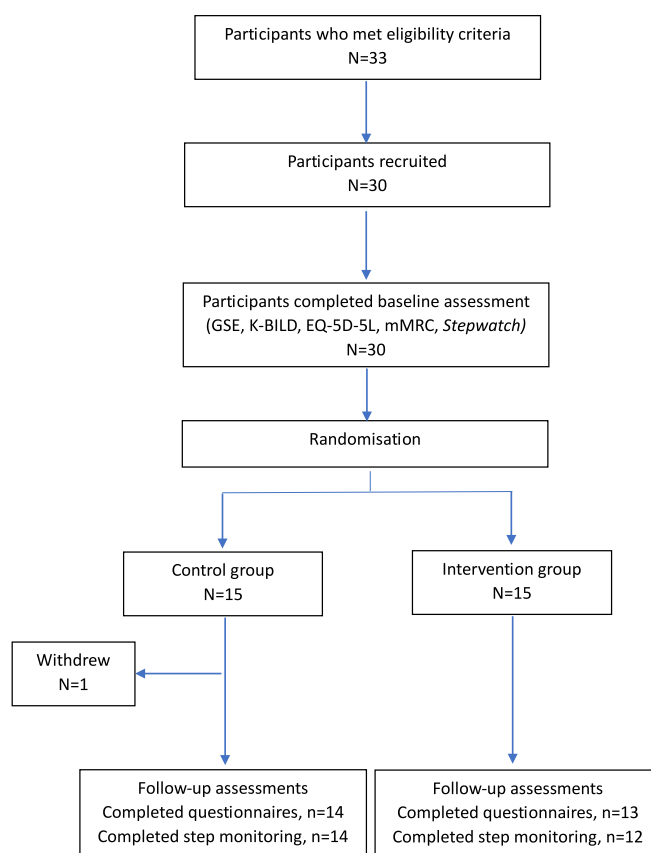 Participants who met eligibility criteria
N=33
Participants recruited
N=30
Participants completed baseline assessment
(GSE, K-BILD, EQ-5D-5L, mMRC, Stepwatch)
N=30
Randomisation
Control group
N=15
Intervention group
N=15
Withdrew
N=1
Follow-up assessments
Completed questionnaires, n=14
Completed step monitoring, n=14
Follow-up assessments
Completed questionnaires, n=13
Completed step monitoring, n=12